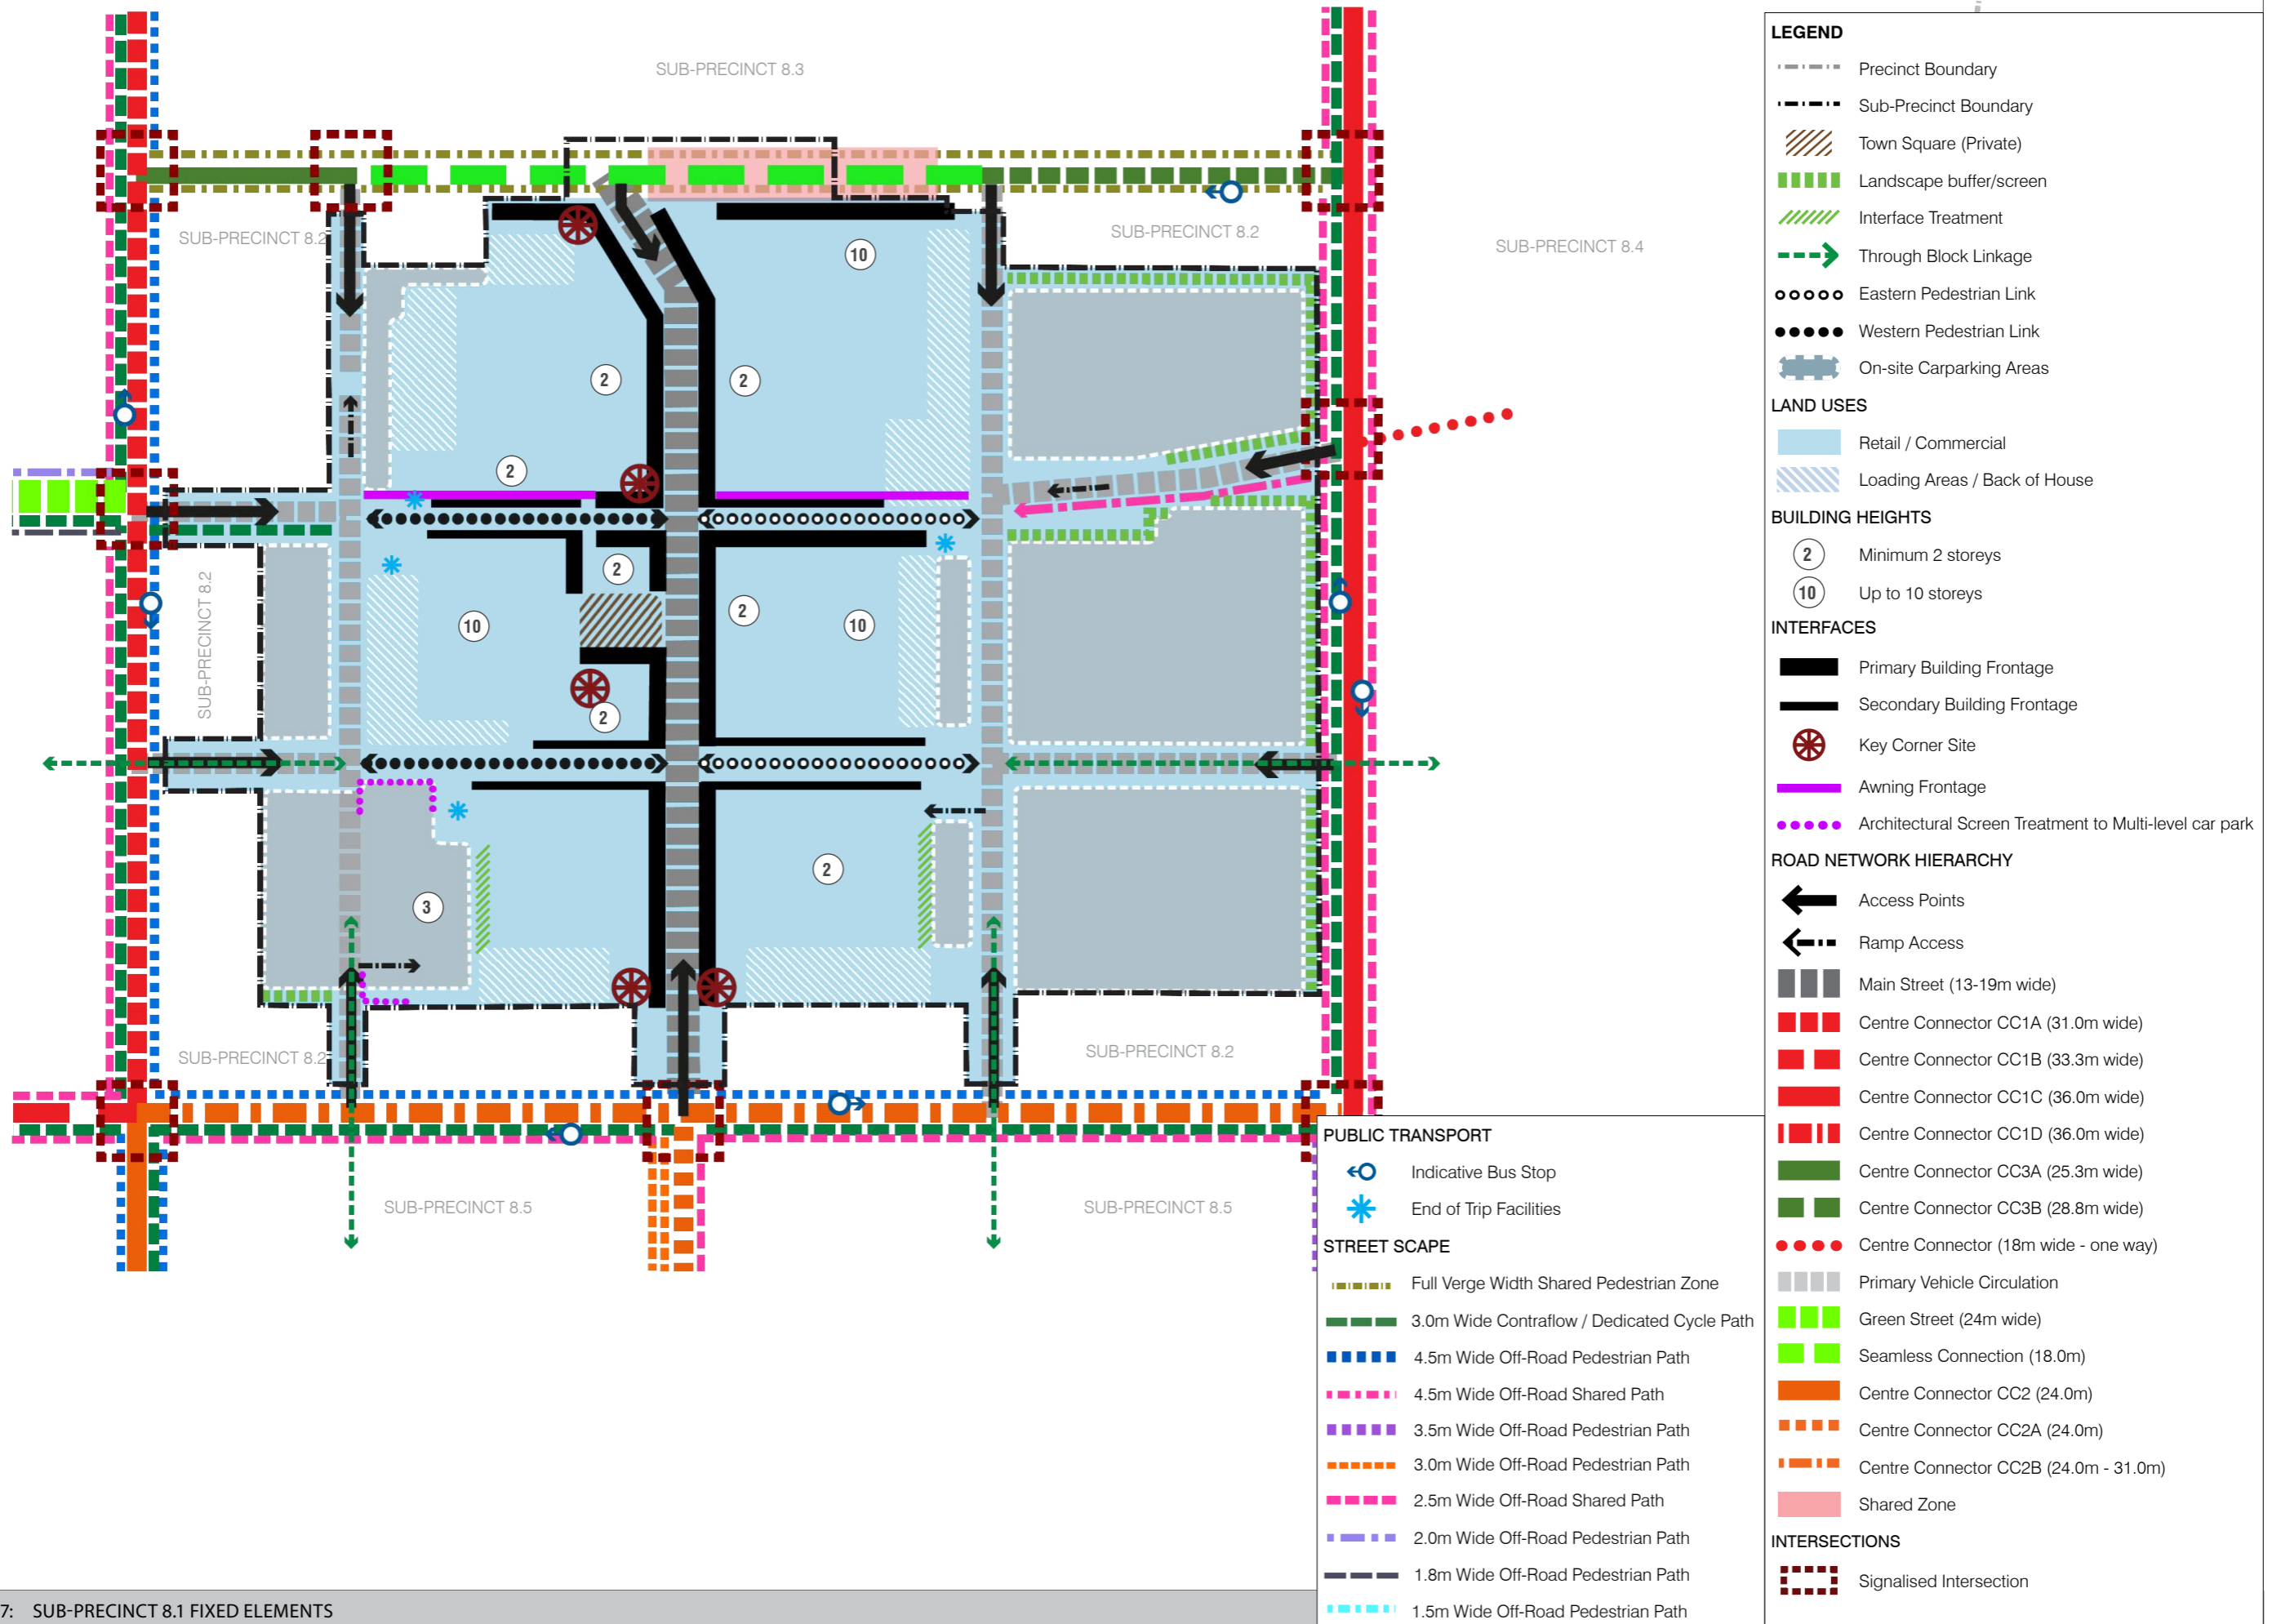 SUB-PRECINCT 8.3
SUB-PRECINCT 8.2
SUB-PRECINCT 8.2
SUB-PRECINCT 8.4
10
2
2
2
SUB-PRECINCT 8.2
2
10
2
10
2
2
3
SUB-PRECINCT 8.2
SUB-PRECINCT 8.2
SUB-PRECINCT 8.5
SUB-PRECINCT 8.5
LEGEND
Precinct Boundary
Sub-Precinct Boundary
Town Square (Private)
Landscape buffer/screen
Interface Treatment
Through Block Linkage
Eastern Pedestrian Link
Western Pedestrian Link
On-site Carparking Areas
LAND USES
Retail / Commercial
Loading Areas / Back of House
BUILDING HEIGHTS
2 Minimum 2 storeys
10 Up to 10 storeys
INTERFACES
Primary Building Frontage
Secondary Building Frontage
Key Corner Site
Awning Frontage
Architectural Screen Treatment to Multi-level car park
ROAD NETWORK HIERARCHY
Access Points
Ramp Access
Main Street (13-19m wide)
Centre Connector CC1A (31.0m wide)
Centre Connector CC1B (33.3m wide)
Centre Connector CC1C (36.0m wide)
Centre Connector CC1D (36.0m wide)
Centre Connector CC3A (25.3m wide)
Centre Connector CC3B (28.8m wide)
Centre Connector (18m wide - one way)
Primary Vehicle Circulation
Green Street (24m wide)
Seamless Connection (18.0m)
Centre Connector CC2 (24.0m)
Centre Connector CC2A (24.0m)
Centre Connector CC2B (24.0m - 31.0m)
Shared Zone
INTERSECTIONS
Signalised Intersection
PUBLIC TRANSPORT
Indicative Bus Stop
End of Trip Facilities
STREET SCAPE
Full Verge Width Shared Pedestrian Zone
3.0m Wide Contraflow / Dedicated Cycle Path
4.5m Wide Off-Road Pedestrian Path
4.5m Wide Off-Road Shared Path
3.5m Wide Off-Road Pedestrian Path
3.0m Wide Off-Road Pedestrian Path
2.5m Wide Off-Road Shared Path
2.0m Wide Off-Road Pedestrian Path
1.8m Wide Off-Road Pedestrian Path
1.5m Wide Off-Road Pedestrian Path
7: SUB-PRECINCT 8.1 FIXED ELEMENTS